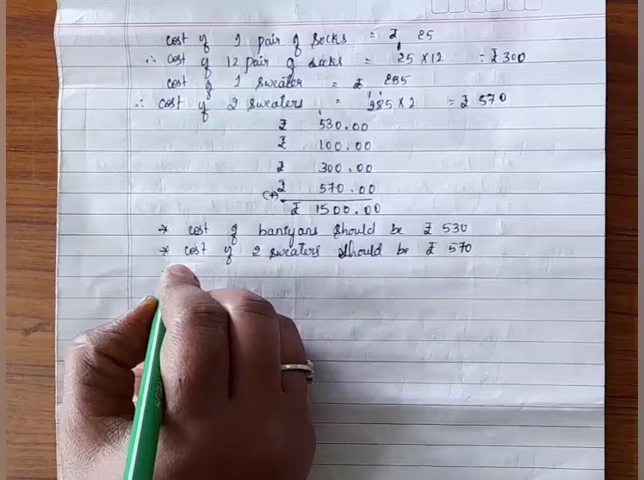 cost of 1 pair of socks = ₹ 25
∴ cost of 12 pair of socks = 25 × 12 = ₹ 300
cost of 1 sweater = ₹ 285
∴ cost of 2 sweaters = 285 × 2 = ₹ 570
₹ 530.00
₹ 100.00
₹ 300.00
(+) ₹ 570.00
₹ 1500.00
* cost of baniyans should be ₹ 530
* cost of 2 sweaters should be ₹ 570